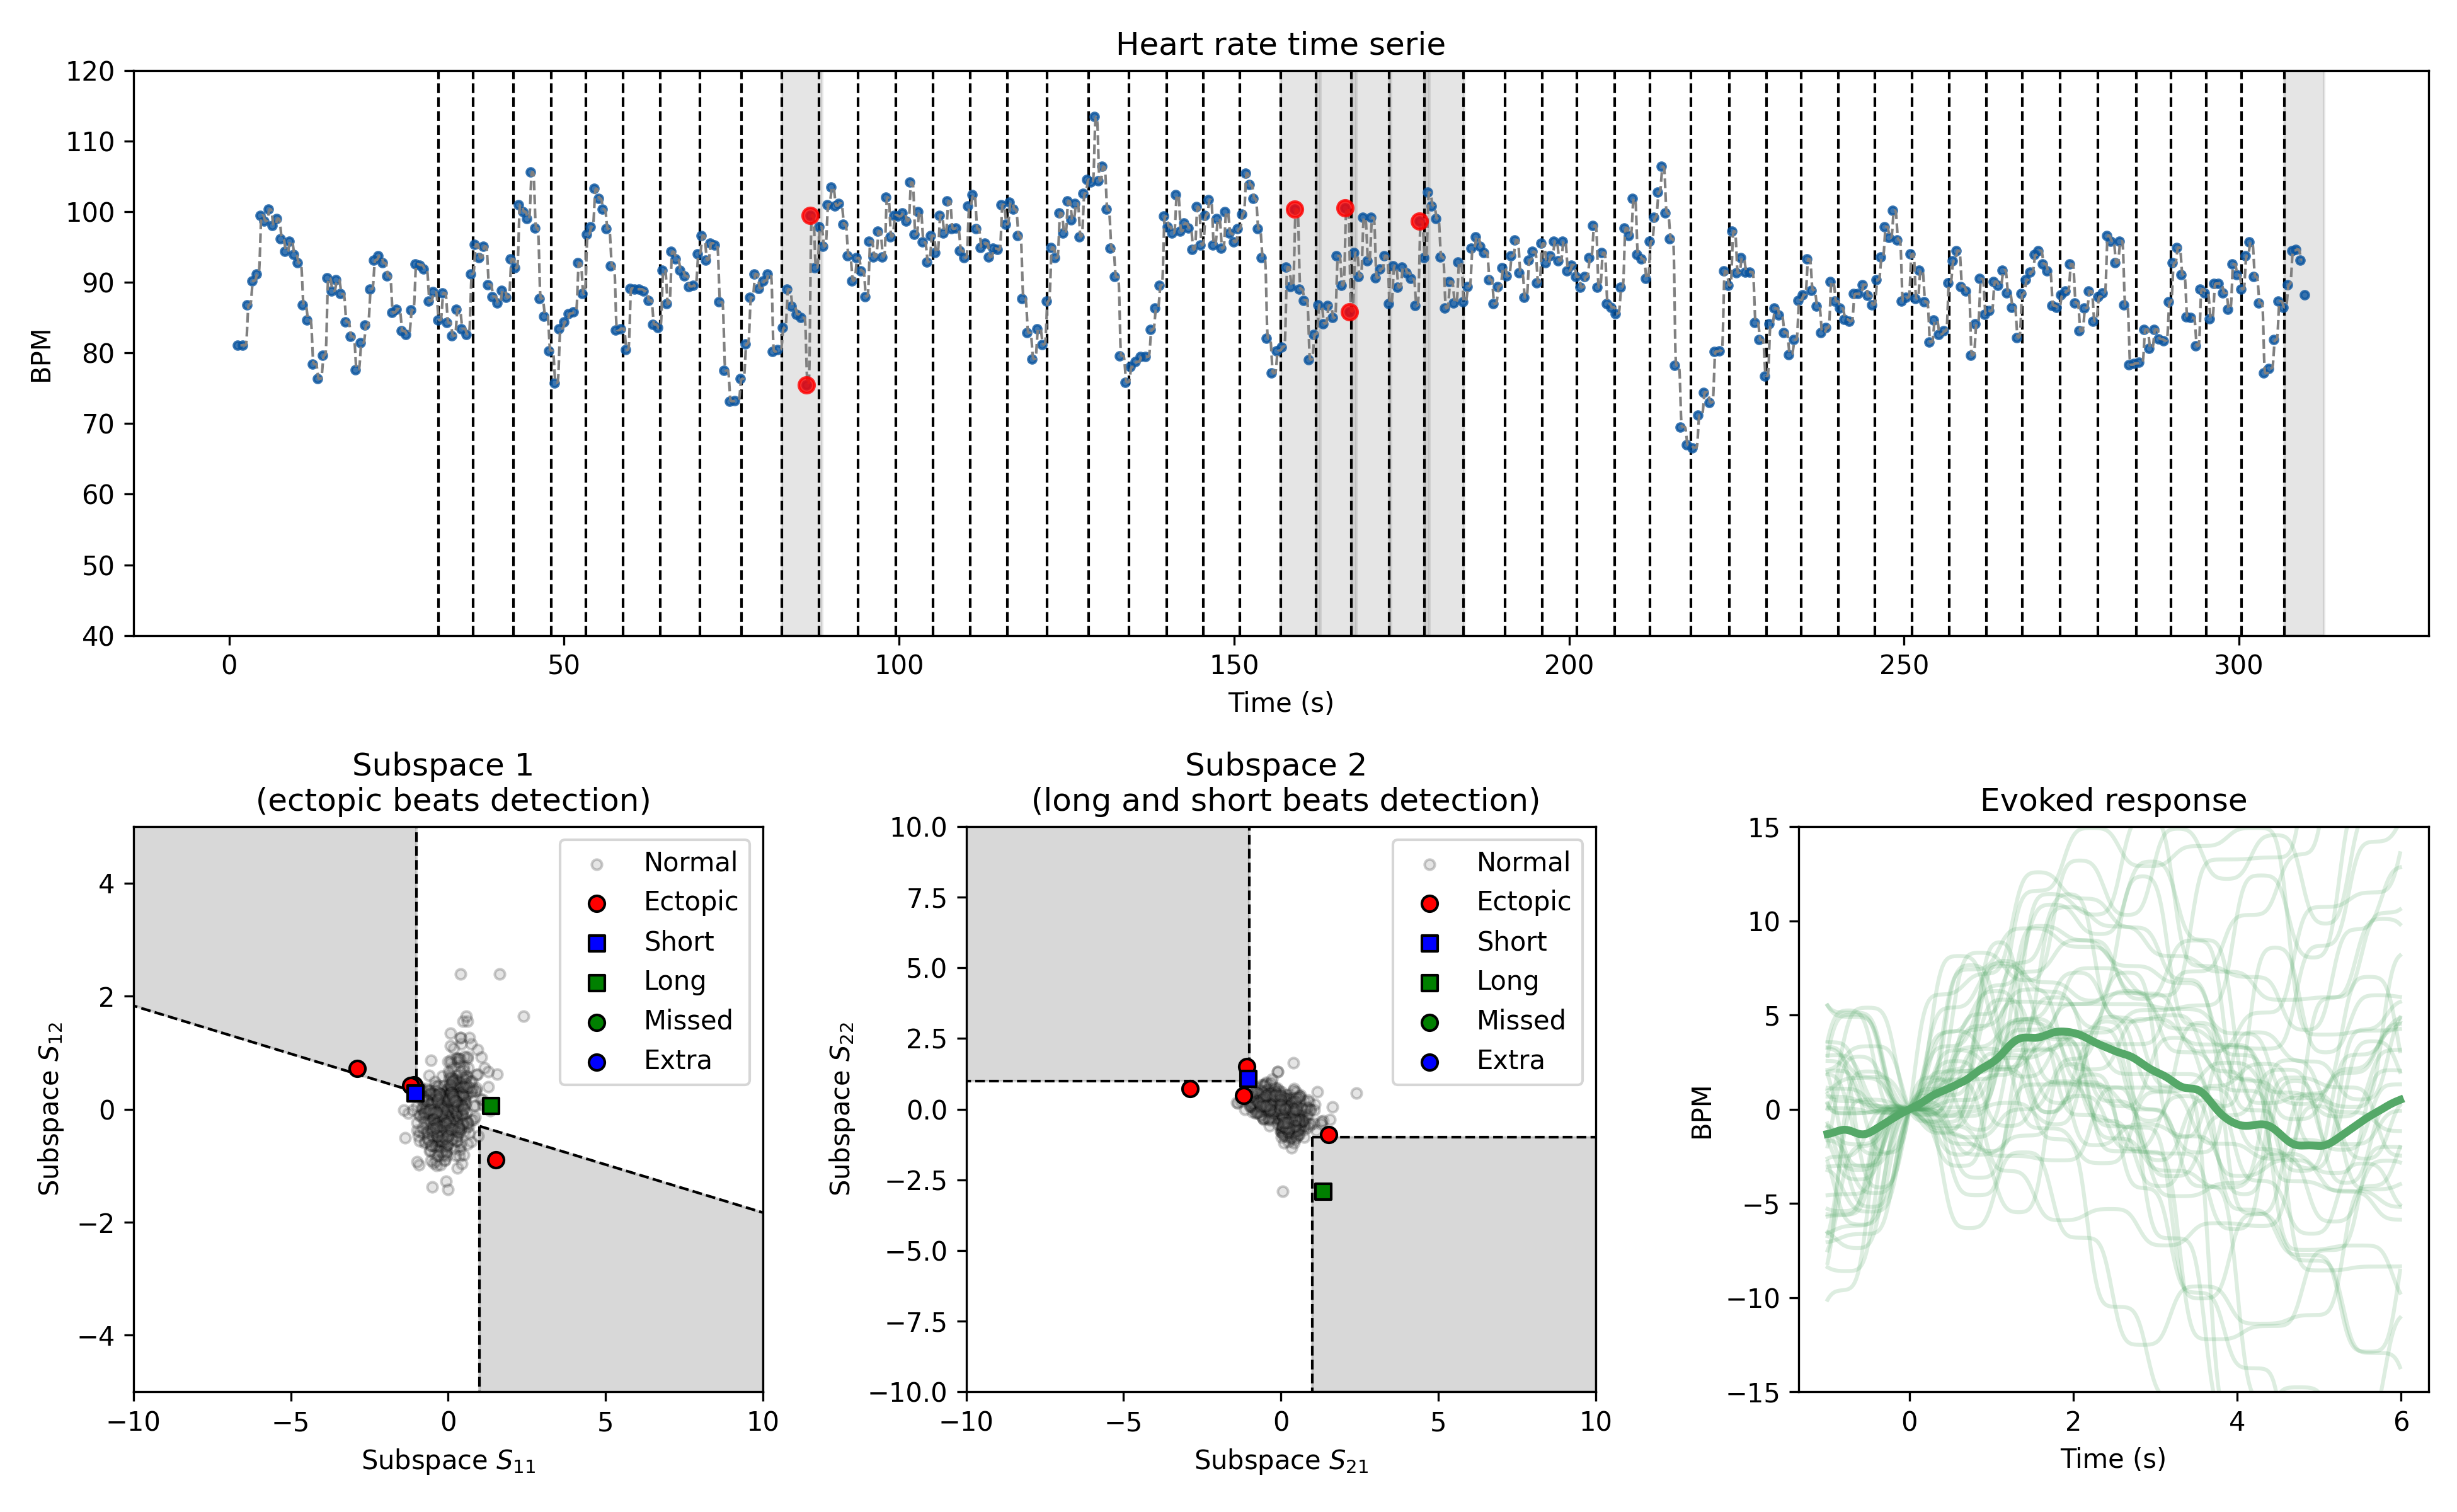 Heart rate time serie
120
110
100
90
80
70
60
50
40
BPM
0 50 100 150 200 250 300
Time (s)
Subspace 1
(ectopic beats detection)
4
2
0
−2
−4
Subspace S12
−10 −5 0 5 10
Subspace S11
Normal
Ectopic
Short
Long
Missed
Extra
Subspace 2
(long and short beats detection)
10.0
7.5
5.0
2.5
0.0
−2.5
−5.0
−7.5
−10.0
Subspace S22
−10 −5 0 5 10
Subspace S21
Normal
Ectopic
Short
Long
Missed
Extra
Evoked response
15
10
5
0
−5
−10
−15
BPM
0 2 4 6
Time (s)